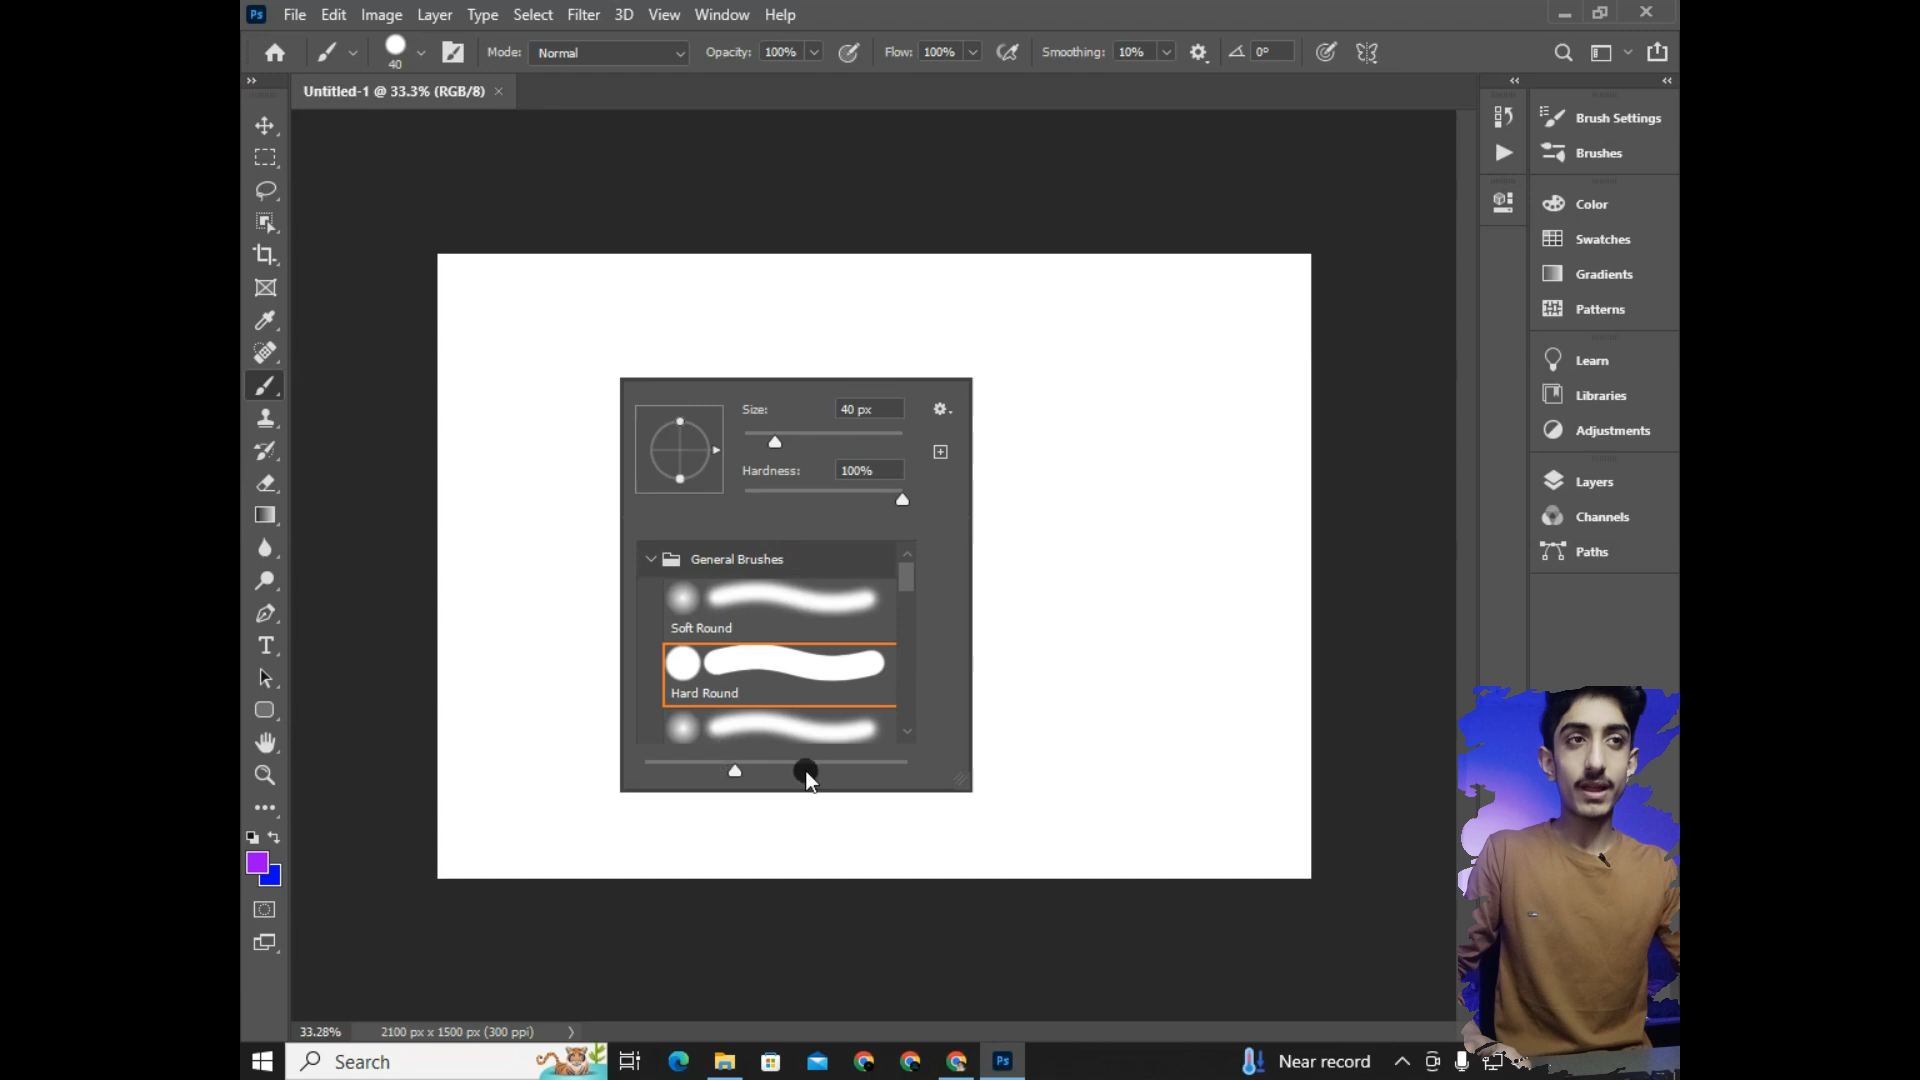 Ps File Edit Image Layer Type Select Filter 3D View Window Help
40 Mode: Normal Opacity: 100% Flow: 100% Smoothing: 10% 0°
Untitled-1 @ 33.3% (RGB/8)
Brush Settings
Brushes
Color
Swatches
Gradients
Patterns
Learn
Libraries
Adjustments
Layers
Channels
Paths
Size: 40 px
Hardness: 100%
General Brushes
Soft Round
Hard Round
33.28% 2100 px x 1500 px (300 ppi)
Search Ps Near record